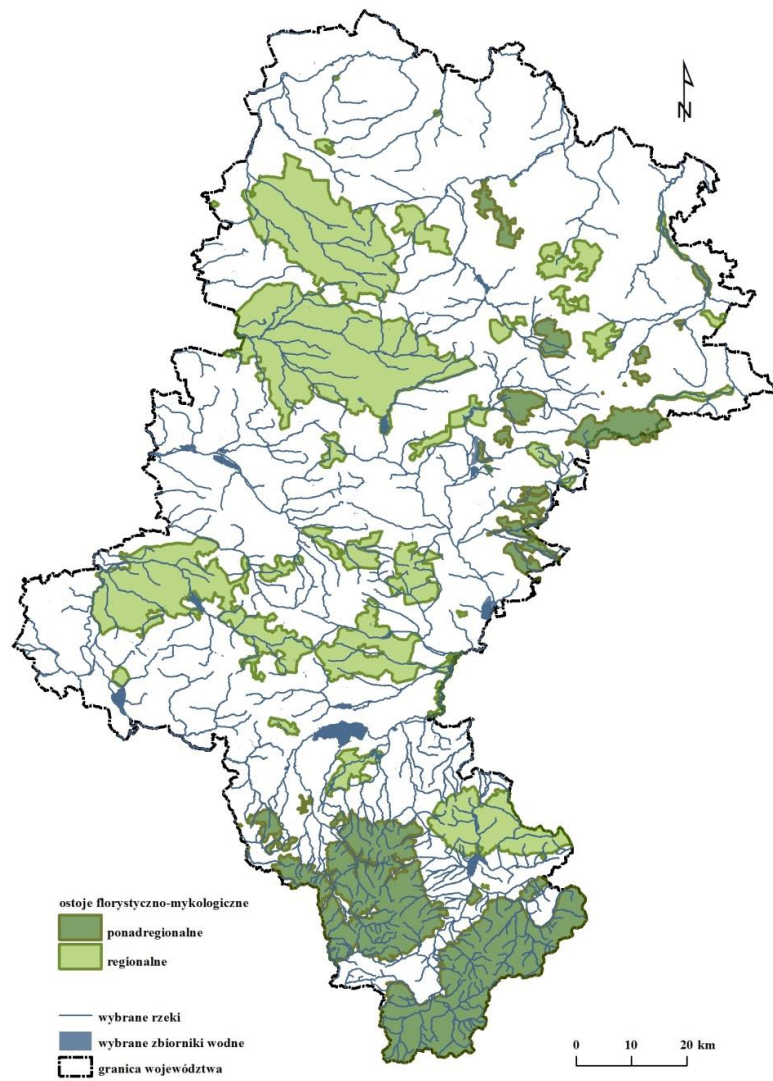 N
ostoje florystyczno-mykologiczne
ponadregionalne
regionalne
wybrane rzeki
wybrane zbiorniki wodne
granica województwa
0 10 20 km